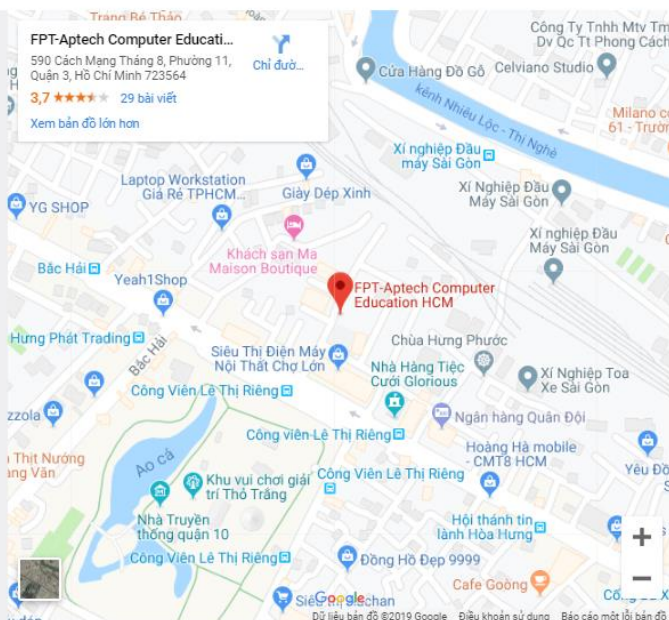 Trang Bé Thảo
FPT-Aptech Computer Educati...
590 Cách Mạng Tháng 8, Phường 11,
Quận 3, Hồ Chí Minh 723564
Chỉ đườ...
3,7
29 bài viết
Xem bản đồ lớn hơn
Công Ty Tnhh Mtv Tm
Dv Qc Tt Phong Cách
Cửa Hàng Đồ Gỗ
Celviano Studio
kênh Nhiêu Lộc - Thị Nghè
Milano c
61 - Trườ
Xí nghiệp Đầu
máy Sài Gòn
Laptop Workstation
Giá Rẻ TPHCM...
Giày Dép Xinh
Xí Nghiệp Đầu
Máy Sài Gòn
YG SHOP
Xí nghiệp Đầu
Máy Sài Gòn
Khách sạn Ma
Maison Boutique
Bắc Hải
Yeah1Shop
FPT-Aptech Computer
Education HCM
Hưng Phát Trading
Bắc Hải
Siêu Thị Điện Máy
Nội Thất Chợ Lớn
Chùa Hưng Phước
Nhà Hàng Tiệc
Cưới Glorious
Xí Nghiệp Toa
Xe Sài Gòn
Công Viên Lê Thị Riêng
zzola
Ngân hàng Quân Đội
Công viên Lê Thị Riêng
Hoàng Hà mobile
- CMT8 HCM
Thịt Nướng
ng Văn
Ao cá
Khu vui chơi giải
trí Thỏ Trắng
Công Viên Lê Thị Riêng
Yêu Đồ
Nhà Truyền
thống quận 10
Hội thánh tin
lành Hòa Hưng
Công Viên Lê Thị Riêng
Đồng Hồ Đẹp 9999
Cafe Goòng
Google
Dữ liệu bản đồ ©2019 Google
Điều khoản sử dụng
Báo cáo một lỗi bản đồ